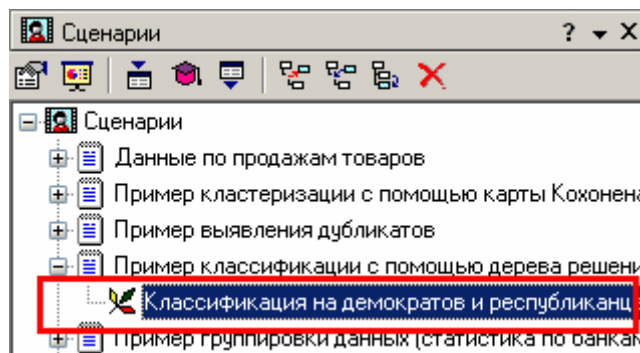 Сценарии ? X
Сценарии
Данные по продажам товаров
Пример кластеризации с помощью карты Кохонена
Пример выявления дубликатов
Пример классификации с помощью дерева решени
Классификация на демократов и республиканц
Пример группировки данных (статистика по банкам